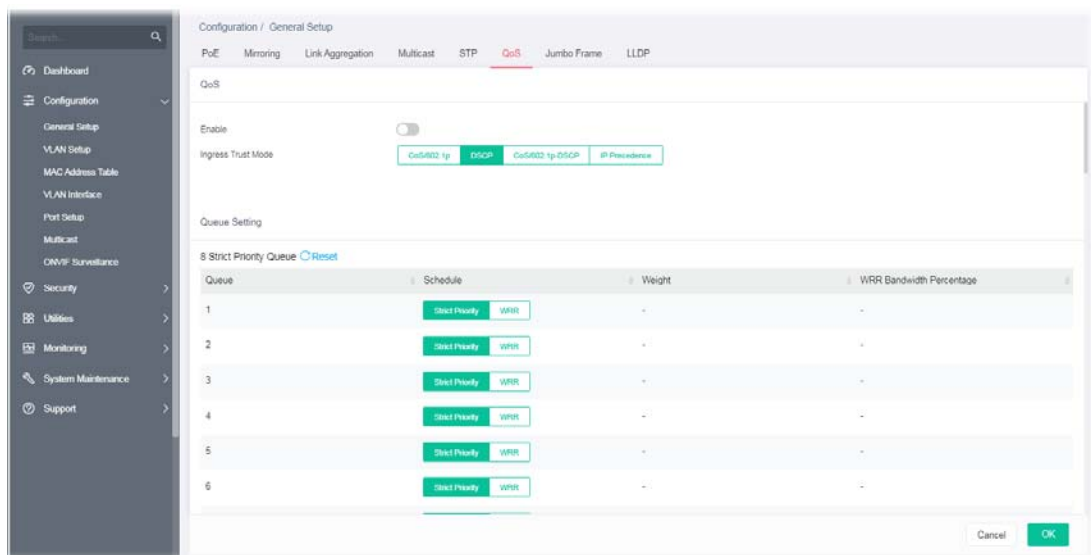 Search...
Dashboard
Configuration
General Setup
VLAN Setup
MAC Address Table
VLAN Interface
Port Setup
Multicast
ONVIF Surveillance
Security
Utilities
Monitoring
System Maintenance
Support
Configuration / General Setup
PoE Mirroring Link Aggregation Multicast STP QoS Jumbo Frame LLDP
QoS
Enable
Ingress Trust Mode CoS/802.1p DSCP CoS/802.1p-DSCP IP Precedence
Queue Setting
8 Strict Priority Queue Reset
Queue Schedule Weight WRR Bandwidth Percentage
1 Strict Priority WRR - -
2 Strict Priority WRR - -
3 Strict Priority WRR - -
4 Strict Priority WRR - -
5 Strict Priority WRR - -
6 Strict Priority WRR - -
Cancel OK